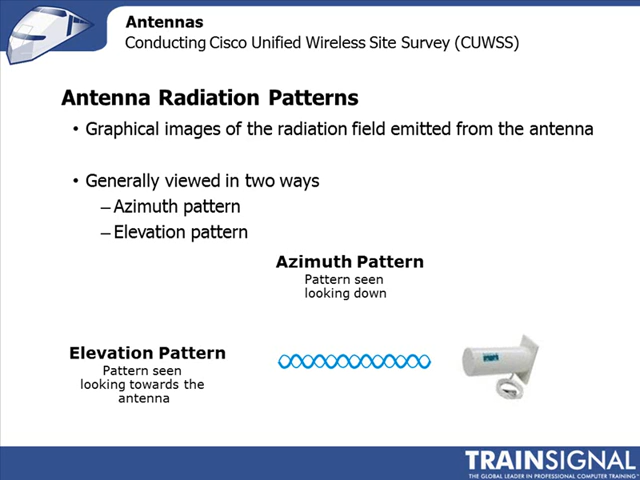 Antennas
Conducting Cisco Unified Wireless Site Survey (CUWSS)
Antenna Radiation Patterns
• Graphical images of the radiation field emitted from the antenna
• Generally viewed in two ways
– Azimuth pattern
– Elevation pattern
Azimuth Pattern
Pattern seen
looking down
Elevation Pattern
Pattern seen
looking towards the
antenna
TRAINSIGNAL
THE GLOBAL LEADER IN PROFESSIONAL COMPUTER TRAINING